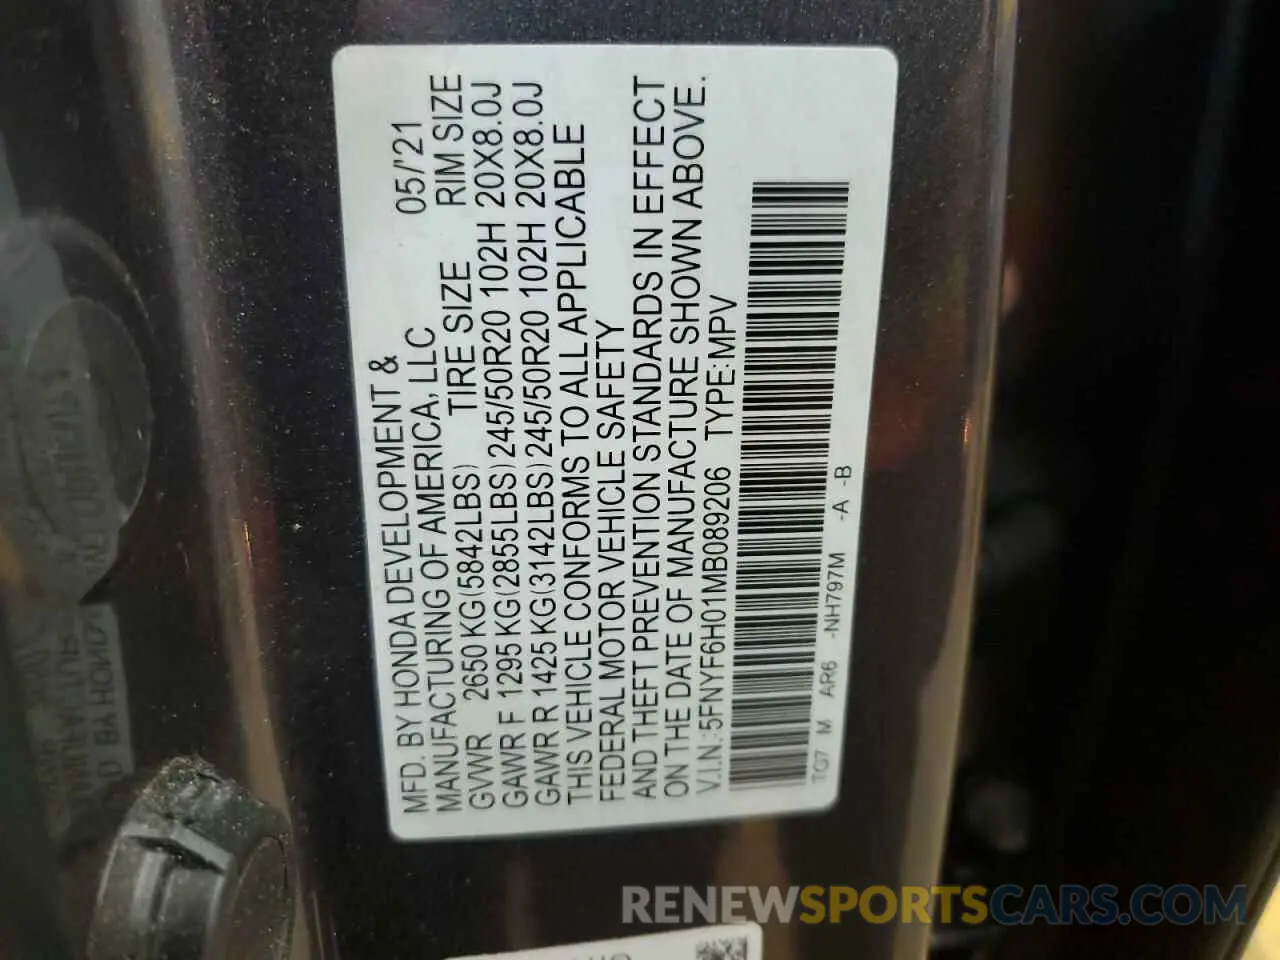 MFD. BY HONDA DEVELOPMENT &
MANUFACTURING OF AMERICA, LLC 05/'21
GVWR 2650 KG(5842LBS) TIRE SIZE RIM SIZE
GAWR F 1295 KG(2855LBS) 245/50R20 102H 20X8.0J
GAWR R 1425 KG(3142LBS) 245/50R20 102H 20X8.0J
THIS VEHICLE CONFORMS TO ALL APPLICABLE
FEDERAL MOTOR VEHICLE SAFETY
AND THEFT PREVENTION STANDARDS IN EFFECT
ON THE DATE OF MANUFACTURE SHOWN ABOVE.
V.I.N.:5FNYF6H01MB089206 TYPE:MPV
TG7 M AR6 -NH797M -A -B
RENEWSPORTSCARS.COM